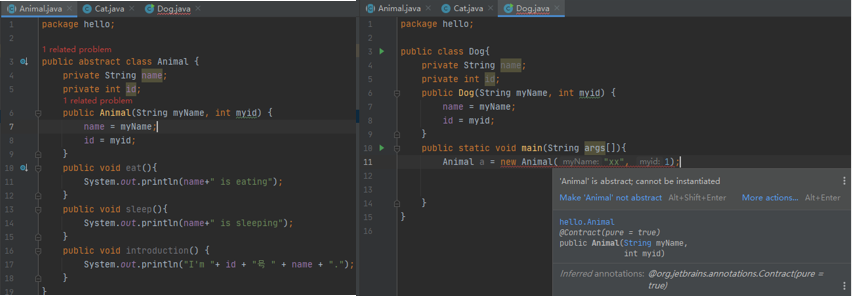 Animal.java
Cat.java
Dog.java
1
package hello;
2
1 related problem
3
public abstract class Animal {
4
private String name;
5
private int id;
1 related problem
6
public Animal(String myName, int myid) {
7
name = myName;
8
id = myid;
9
}
10
public void eat(){
11
System.out.println(name+" is eating");
12
}
13
public void sleep(){
14
System.out.println(name+" is sleeping");
15
}
16
public void introduction() {
17
System.out.println("I'm "+ id + "号 " + name + ".");
18
}
19
}
Animal.java
Cat.java
Dog.java
1
package hello;
2
3
public class Dog{
4
private String name;
5
private int id;
6
public Dog(String myName, int myid) {
7
name = myName;
8
id = myid;
9
}
10
public static void main(String args[]){
11
Animal a = new Animal( myName: "xx", myid: 1);
12
13
14
}
15
}
16
'Animal' is abstract; cannot be instantiated
Make 'Animal' not abstract Alt+Shift+Enter More actions... Alt+Enter
hello.Animal
@Contract(pure = true)
public Animal(String myName,
int myid)
Inferred annotations: @org.jetbrains.annotations.Contract(pure =
true)